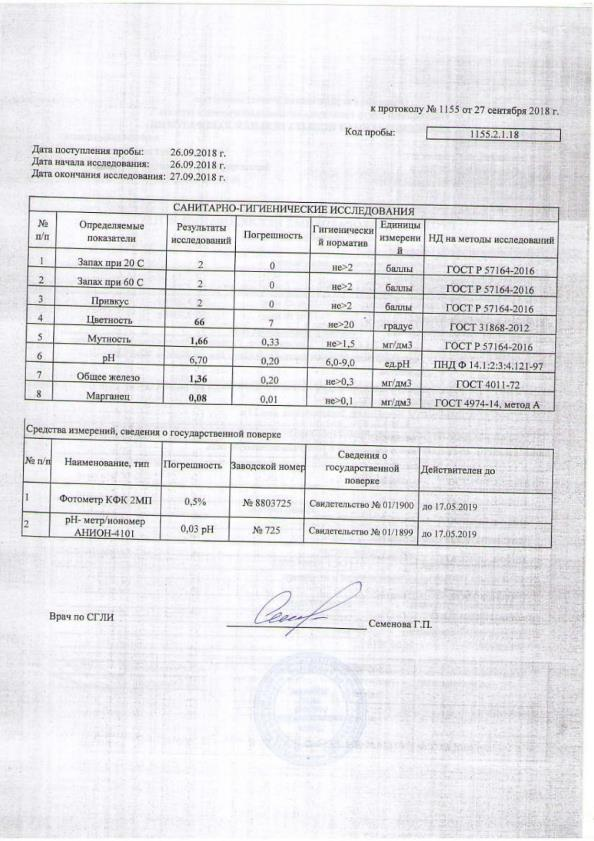 к протоколу № 1155 от 27 сентября 2018 г.
Код пробы: 1155.2.1.18
Дата поступления пробы: 26.09.2018 г.
Дата начала исследования: 26.09.2018 г.
Дата окончания исследования: 27.09.2018 г.
САНИТАРНО-ГИГИЕНИЧЕСКИЕ ИССЛЕДОВАНИЯ
№ п/п Определяемые показатели Результаты исследований Погрешность Гигиенически й норматив Единицы измерени й НД на методы исследований
1 Запах при 20 С 2 0 не>2 баллы ГОСТ Р 57164-2016
2 Запах при 60 С 2 0 не>2 баллы ГОСТ Р 57164-2016
3 Привкус 2 0 не>2 баллы ГОСТ Р 57164-2016
4 Цветность 66 7 не>20 градус ГОСТ 31868-2012
5 Мутность 1,66 0,33 не>1,5 мг/дм3 ГОСТ Р 57164-2016
6 pH 6,70 0,20 6,0-9,0 ед.pH ПНД Ф 14.1:2:3:4.121-97
7 Общее железо 1,36 0,20 не>0,3 мг/дм3 ГОСТ 4011-72
8 Марганец 0,08 0,01 не>0,1 мг/дм3 ГОСТ 4974-14, метод А
Средства измерений, сведения о государственной поверке
№ п/п Наименование, тип Погрешность Заводской номер Сведения о государственной поверке Действителен до
1 Фотометр КФК 2МП 0,5% № 8803725 Свидетельство № 01/1900 до 17.05.2019
2 pH- метр/иономер АНИОН-4101 0,03 pH № 725 Свидетельство № 01/1899 до 17.05.2019
Врач по СГЛИ Семенова Г.П.